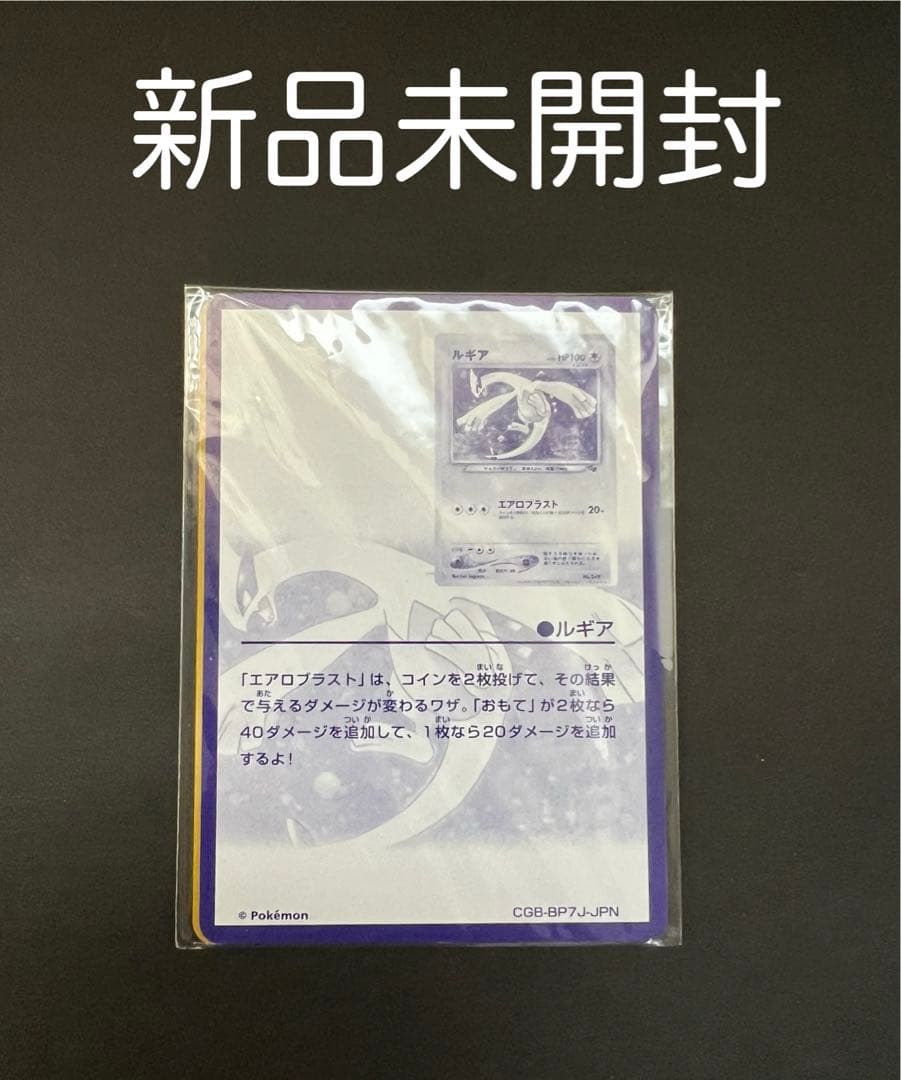 新品未開封
ルギア HP100
エアロブラスト 20+
●ルギア
「エアロブラスト」は、コインを2枚投げて、その結果
で与えるダメージが変わるワザ。「おもて」が2枚なら
40ダメージを追加して、1枚なら20ダメージを追加
するよ!
© Pokémon
CGB-BP7J-JPN